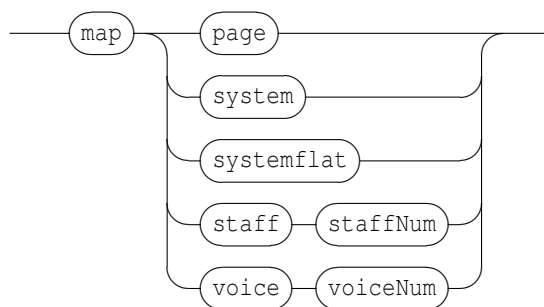 map page
system
systemflat
staff staffNum
voice voiceNum